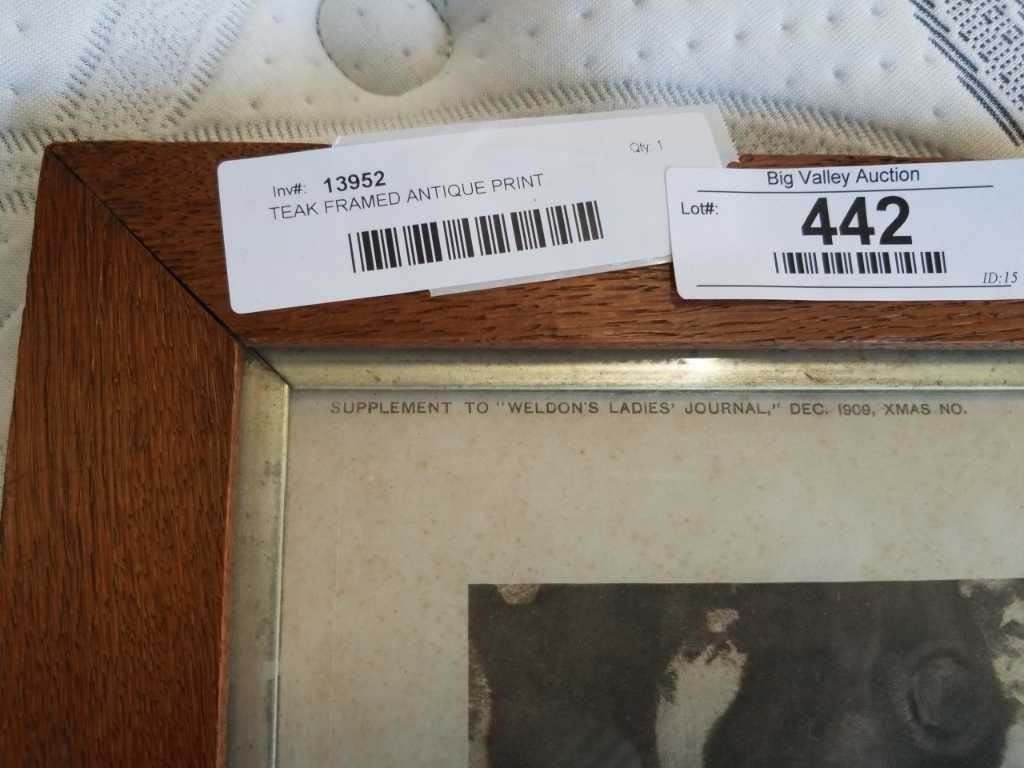 Inv#: 13952
Qty: 1
TEAK FRAMED ANTIQUE PRINT
Big Valley Auction
Lot#: 442
ID:15
SUPPLEMENT TO "WELDON'S LADIES' JOURNAL," DEC. 1909, XMAS NO.